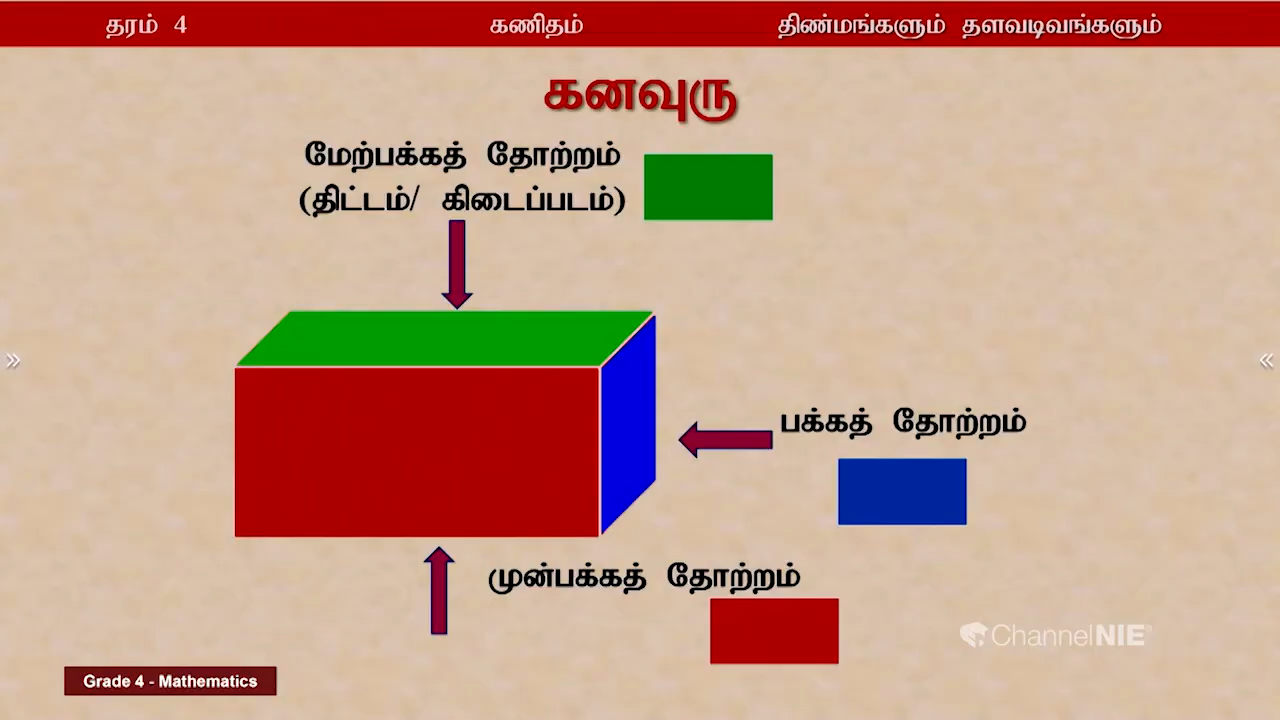 தரம் 4 கணிதம் திண்மங்களும் தளவடிவங்களும்
கனவுரு
மேற்பக்கத் தோற்றம்
(திட்டம்/ கிடைப்படம்)
பக்கத் தோற்றம்
முன்பக்கத் தோற்றம்
ChannelNIE
Grade 4 - Mathematics